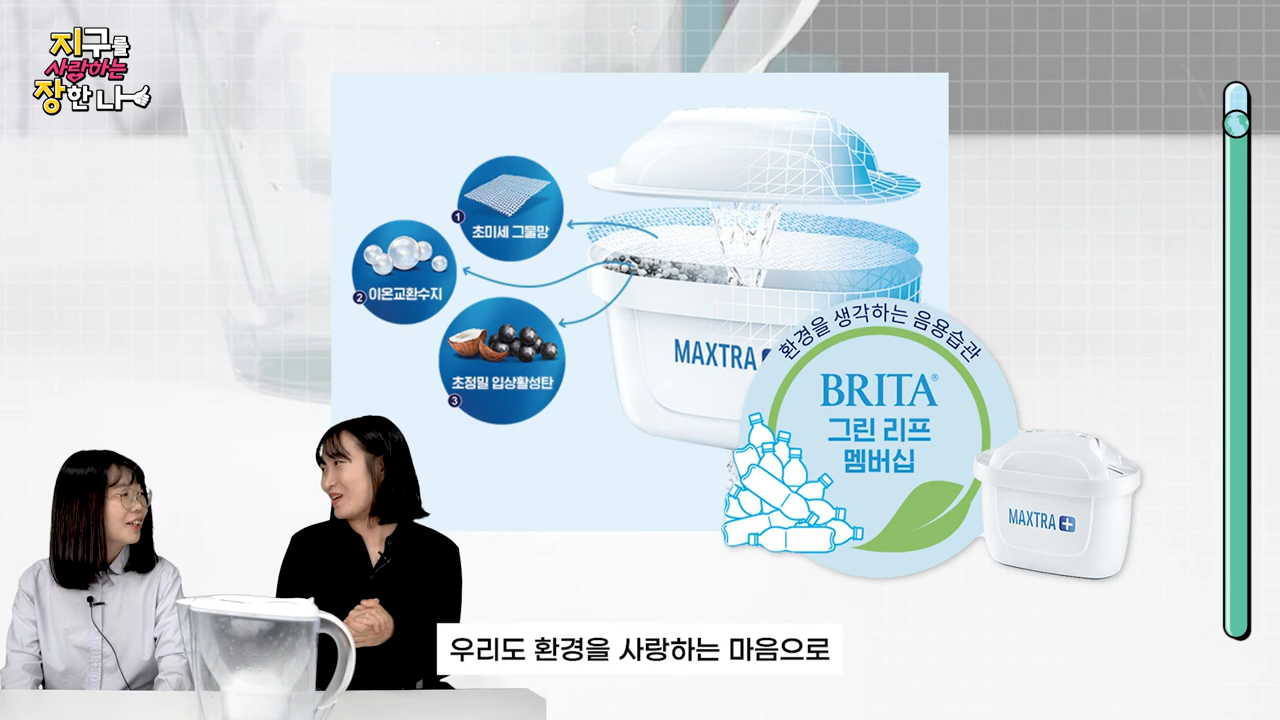 지구를
사랑하는
장한 나
1
초미세 그물망
2
이온교환수지
초정밀 입상활성탄
3
MAXTRA
환경을 생각하는 음용습관
BRITA®
그린 리프
멤버십
MAXTRA+
우리도 환경을 사랑하는 마음으로